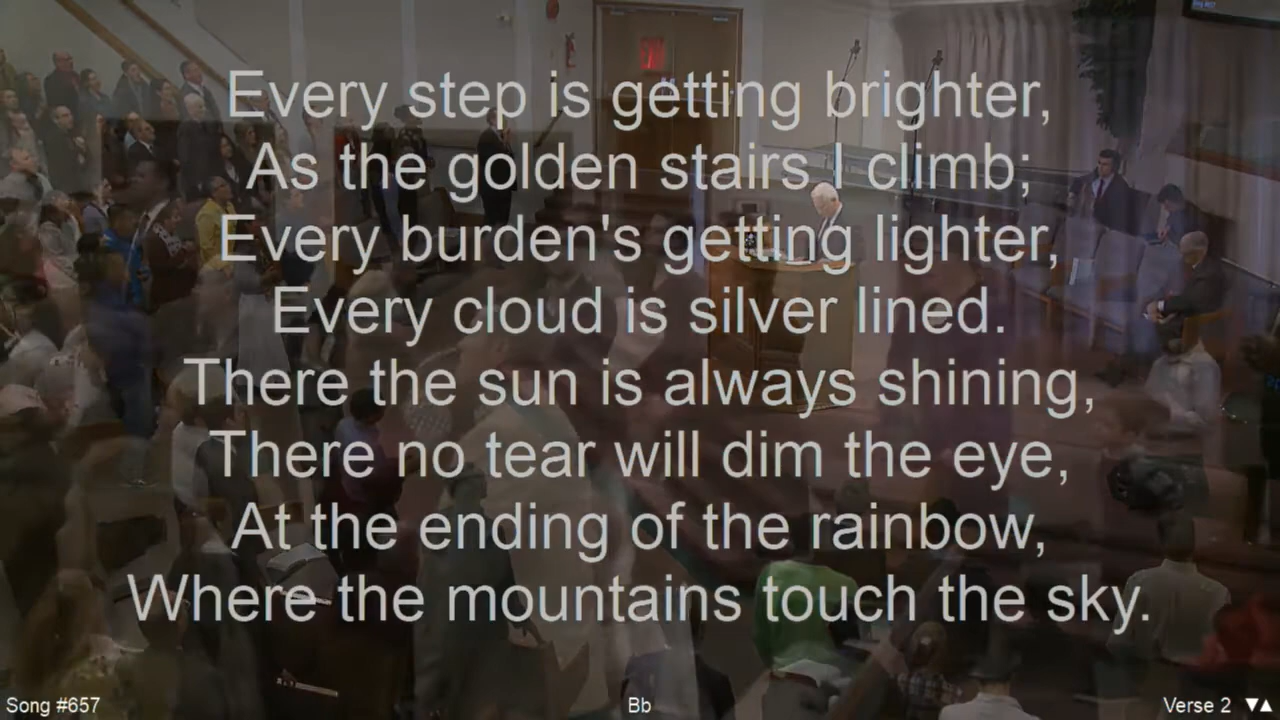 Every step is getting brighter,
As the golden stairs I climb;
Every burden's getting lighter,
Every cloud is silver lined.
There the sun is always shining,
There no tear will dim the eye,
At the ending of the rainbow,
Where the mountains touch the sky.
Song #657
Bb
Verse 2 ▼▲